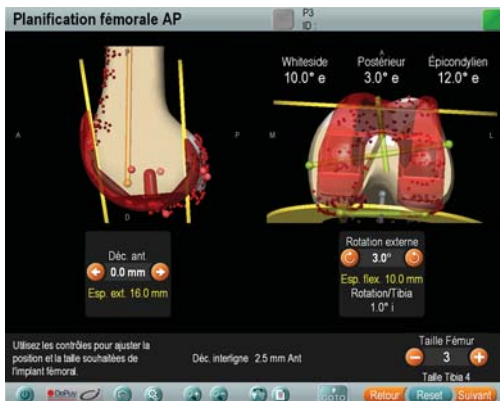 Planification fémorale AP
P3
ID :
Whiteside
10.0° e
Postérieur
3.0° e
Épicondylien
12.0° e
P
A
P
D
A
M
L
Déc. ant
0.0 mm
Esp. ext. 16.0 mm
Rotation externe
3.0°
Esp. flex. 10.0 mm
Rotation/Tibia
1.0° i
Utilisez les contrôles pour ajuster la
position et la taille souhaitées de
l'implant fémoral.
Déc. interligne 2.5 mm Ant
Taille Fémur
3
Taille Tibia 4
DePuy
GOTO
Retour
Reset
Suivant